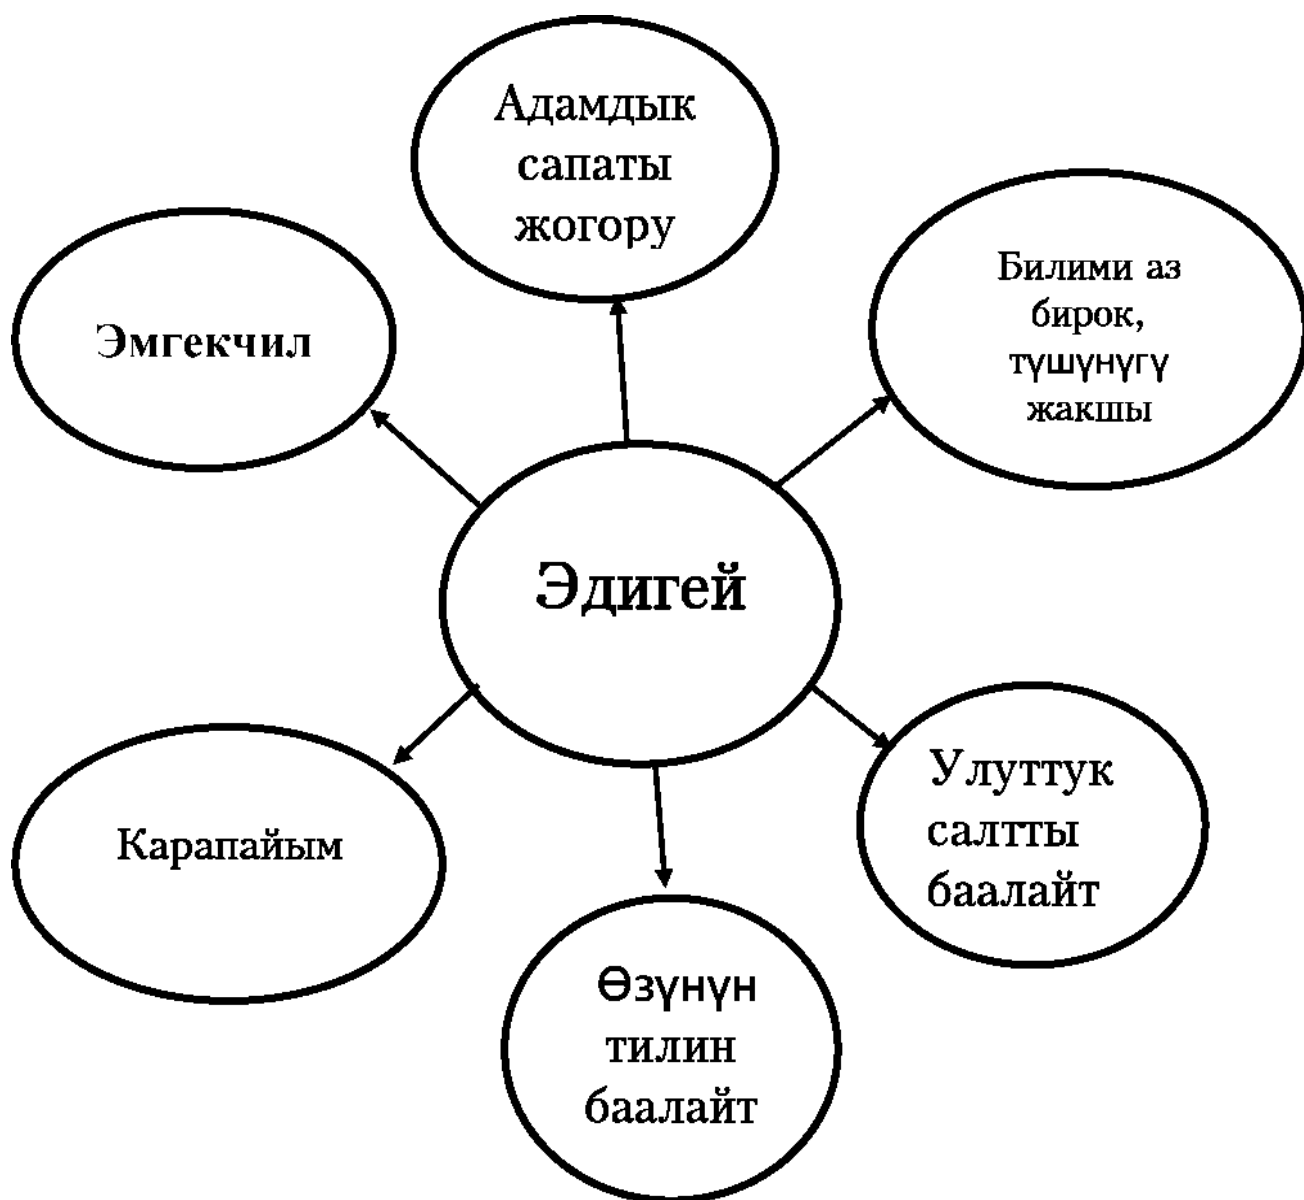 Адамдык
сапаты
жогору
Билими аз
бирок,
түшүнүгү
жакшы
Эмгекчил
Эдигей
Карапайым
Улуттук
салтты
баалайт
Өзүнүн
тилин
баалайт